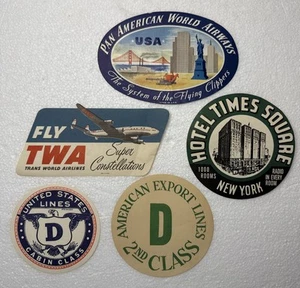 PAN AMERICAN WORLD AIRWAYS
USA
The System of the Flying Clippers
FLY
TWA
TRANS WORLD AIRLINES
Super
Constellations
HOTEL TIMES SQUARE
1000
ROOMS
RADIO
IN EVERY
ROOM
NEW YORK
UNITED STATES
LINES
D
CABIN CLASS
AMERICAN EXPORT LINES
D
2ND CLASS